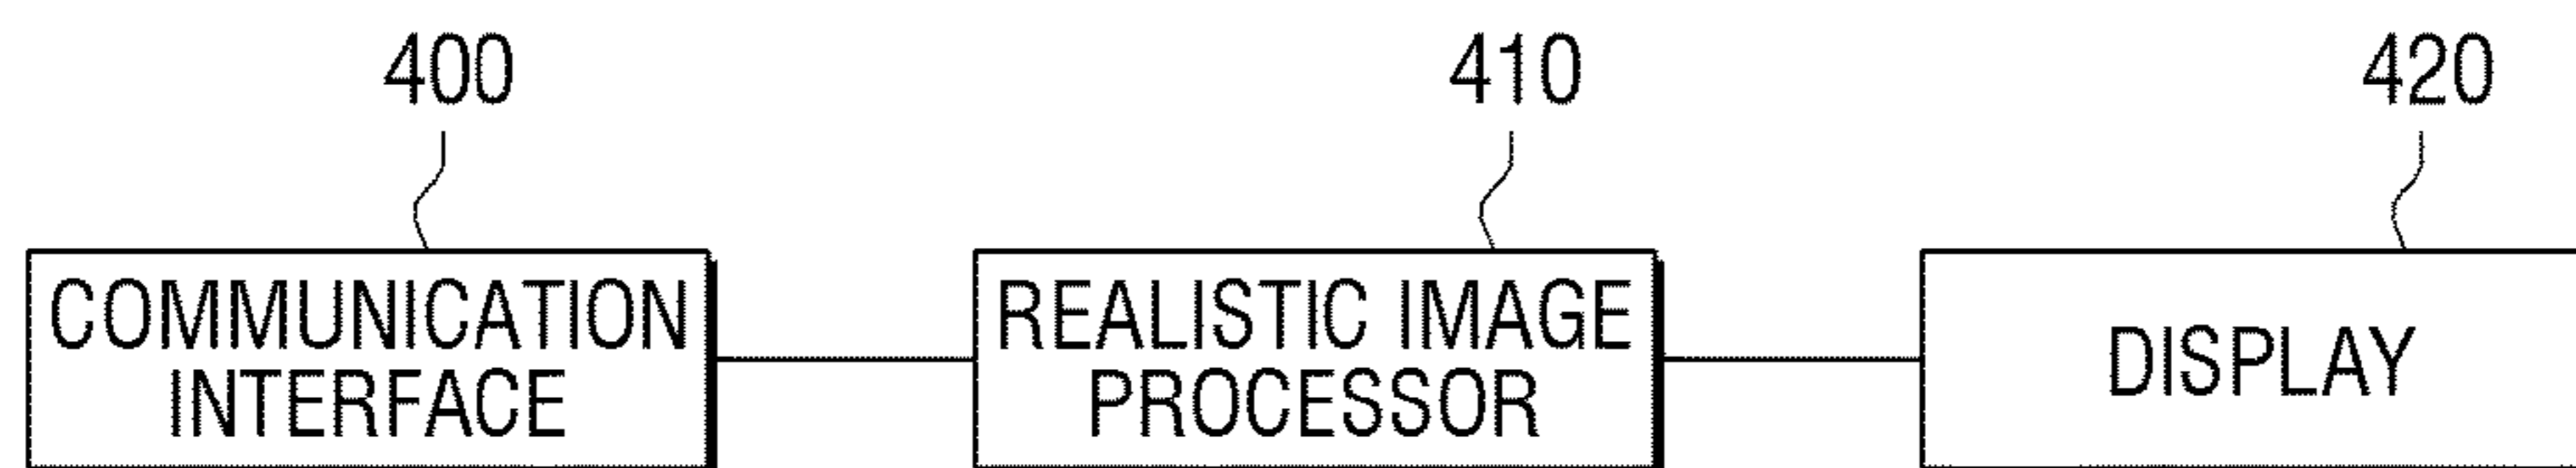 400
410
420
COMMUNICATION
INTERFACE
REALISTIC IMAGE
PROCESSOR
DISPLAY